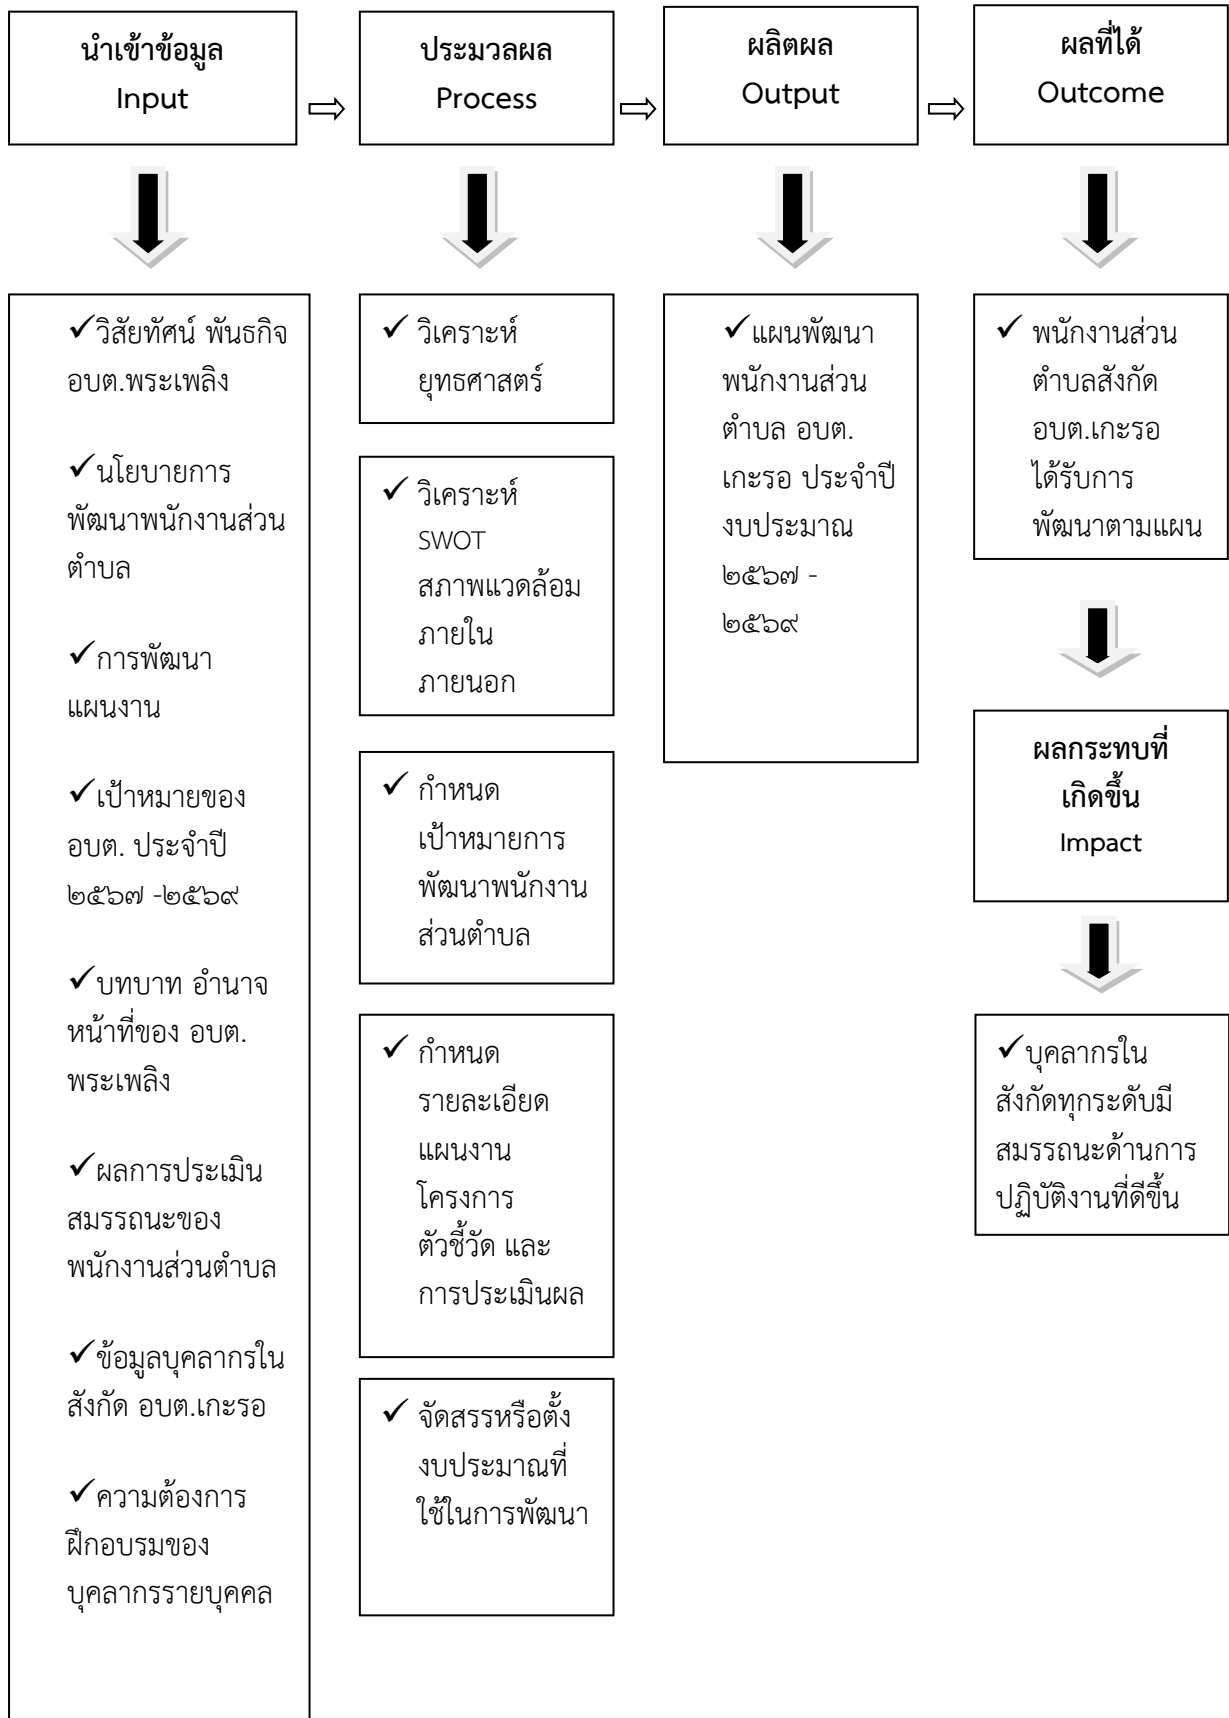 นำเข้าข้อมูล
Input
ประมวลผล
Process
ผลิตผล
Output
ผลที่ได้
Outcome
✓วิสัยทัศน์ พันธกิจ
อบต.พระเพลิง
✓นโยบายการ
พัฒนาพนักงานส่วน
ตำบล
✓การพัฒนา
แผนงาน
✓เป้าหมายของ
อบต. ประจำปี
๒๕๖๗ -๒๕๖๙
✓บทบาท อำนาจ
หน้าที่ของ อบต.
พระเพลิง
✓ผลการประเมิน
สมรรถนะของ
พนักงานส่วนตำบล
✓ข้อมูลบุคลากรใน
สังกัด อบต.เกะรอ
✓ความต้องการ
ฝึกอบรมของ
บุคลากรรายบุคคล
✓ วิเคราะห์
ยุทธศาสตร์
✓ วิเคราะห์
SWOT
สภาพแวดล้อม
ภายใน
ภายนอก
✓ กำหนด
เป้าหมายการ
พัฒนาพนักงาน
ส่วนตำบล
✓ กำหนด
รายละเอียด
แผนงาน
โครงการ
ตัวชี้วัด และ
การประเมินผล
✓ จัดสรรหรือตั้ง
งบประมาณที่
ใช้ในการพัฒนา
✓แผนพัฒนา
พนักงานส่วน
ตำบล อบต.
เกะรอ ประจำปี
งบประมาณ
๒๕๖๗ -
๒๕๖๙
✓ พนักงานส่วน
ตำบลสังกัด
อบต.เกะรอ
ได้รับการ
พัฒนาตามแผน
ผลกระทบที่
เกิดขึ้น
Impact
✓บุคลากรใน
สังกัดทุกระดับมี
สมรรถนะด้านการ
ปฏิบัติงานที่ดีขึ้น